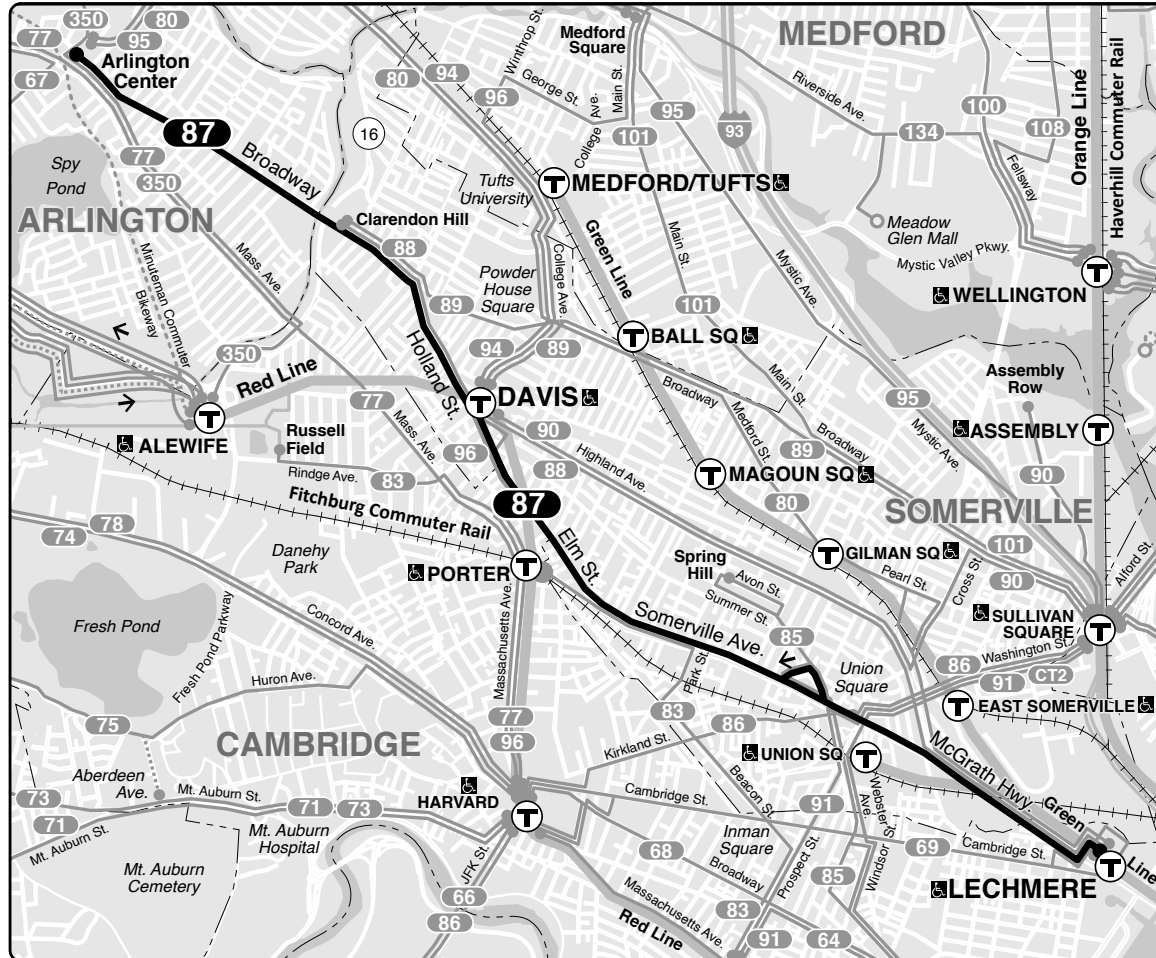 350
80
77
95
67
Arlington
Center
87
Broadway
77
350
Spy
Pond
ARLINGTON
Minuteman Commuter
Bikeway
Mass. Ave.
16
Clarendon Hill
88
89
Winthrop St.
80
94
96
George St.
Medford
Square
Main St.
College Ave.
101
95
93
MEDFORD
Riverside Ave.
134
100
108
Fellsway
Orange Line
Haverhill Commuter Rail
Tufts
University
MEDFORD/TUFTS
Green Line
Main St.
101
Mystic Ave.
Meadow
Glen Mall
Mystic Valley Pkwy.
WELLINGTON
Powder
House
Square
College Ave.
BALL SQ
94
89
Holland St.
DAVIS
350
Red Line
ALEWIFE
Russell
Field
77
Mass. Ave.
Rindge Ave.
83
96
90
88
Highland Ave.
Broadway
Medford St.
Main St.
Broadway
89
95
Mystic Ave.
Assembly
Row
ASSEMBLY
90
MAGOUN SQ
80
SOMERVILLE
Fitchburg Commuter Rail
87
Elm St.
74
78
Danehy
Park
PORTER
Spring
Hill
Avon St.
Summer St.
GILMAN SQ
Pearl St.
Cross St.
101
90
Alford St.
SULLIVAN
SQUARE
Washington St.
86
91
CT2
Fresh Pond
Fresh Pond Parkway
Concord Ave.
Massachusetts Ave.
Somerville Ave.
85
Park St.
Union
Square
EAST SOMERVILLE
Huron Ave.
75
77
96
83
86
Kirkland St.
UNION SQ
McGrath Hwy.
CAMBRIDGE
Aberdeen
Ave.
Mt. Auburn St.
73
71
71
73
Mt. Auburn St.
Mt. Auburn
Hospital
Mt. Auburn
Cemetery
HARVARD
Cambridge St.
Beacon St.
91
Webster
Ave.
Windsor St.
69
Cambridge St.
Green
Line
LECHMERE
JFK St.
66
86
68
Broadway
Inman
Square
Prospect St.
85
Massachusetts Ave.
Red Line
83
91
64